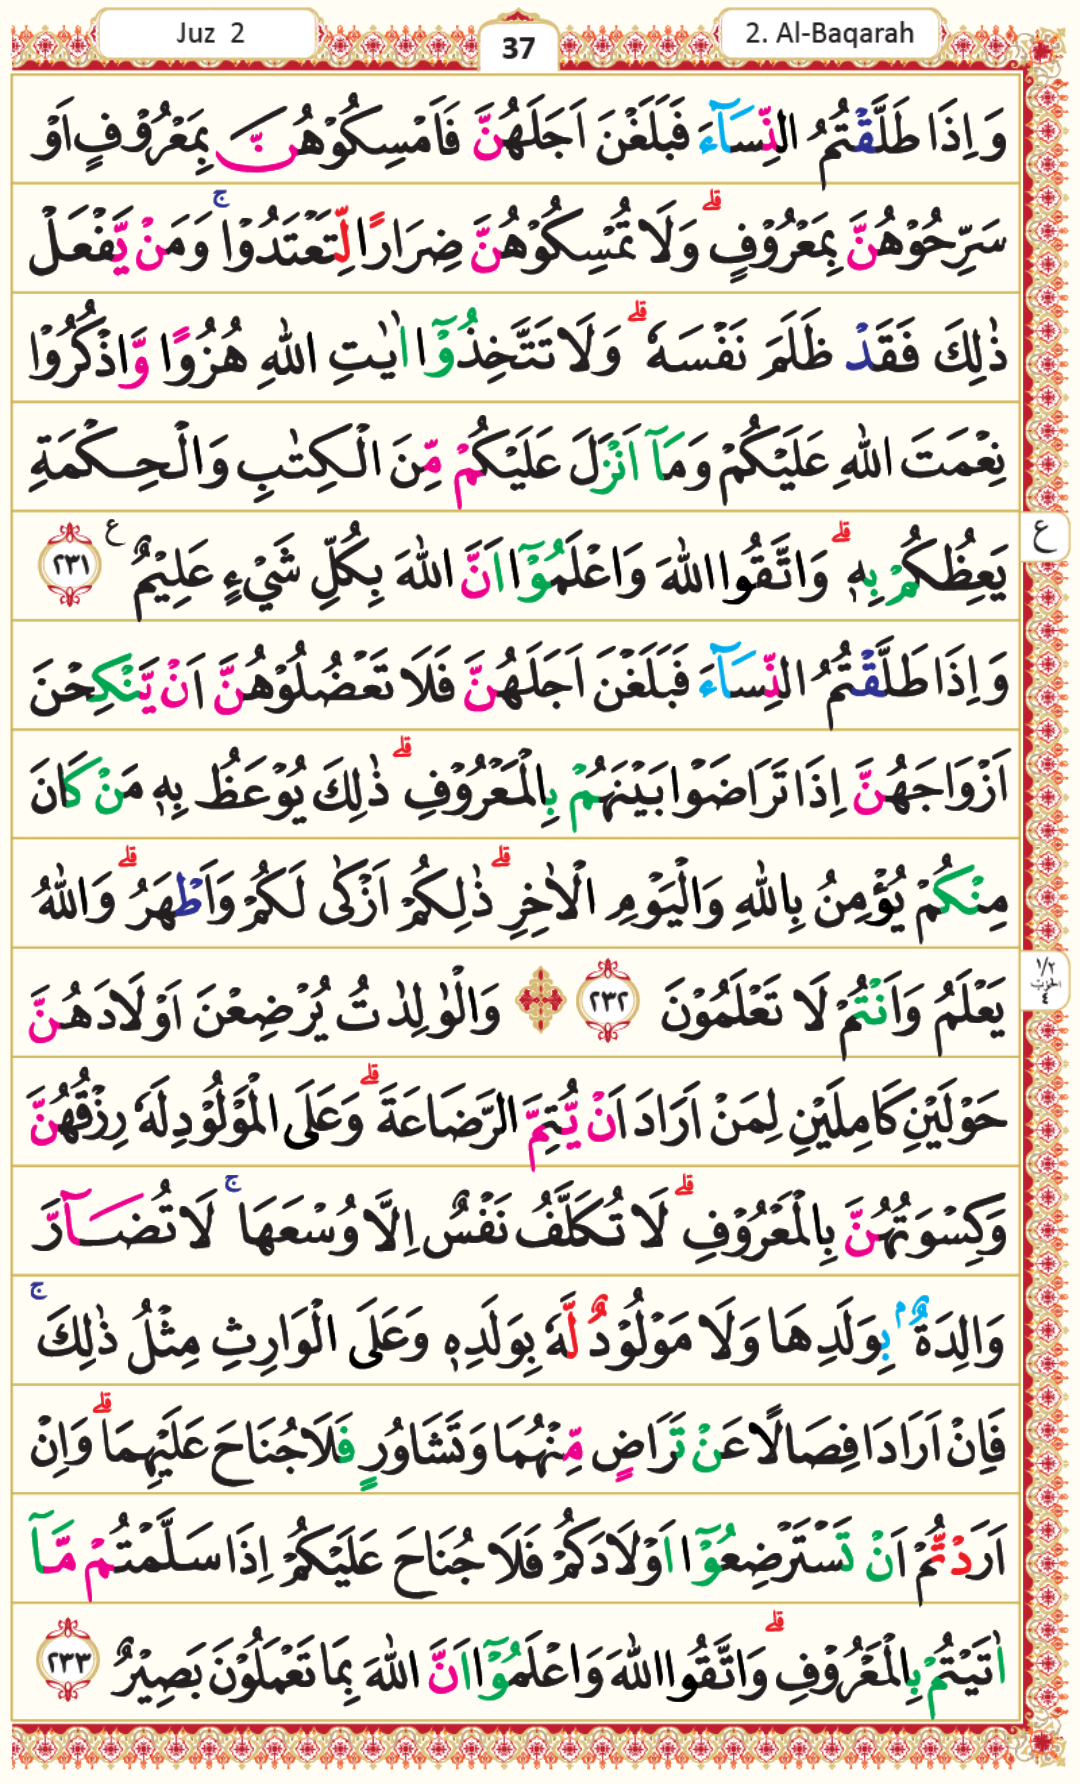 Juz 2
37
2. Al-Baqarah
وَاِذَا طَلَّقْتُمُ النِّسَآءَ فَبَلَغْنَ اَجَلَهُنَّ فَاَمْسِكُوْهُنَّ بِمَعْرُوْفٍ اَوْ
سَرِّحُوْهُنَّ بِمَعْرُوْفٍ ۗ وَلَا تُمْسِكُوْهُنَّ ضِرَارًا لِّتَعْتَدُوْا ۚ وَمَنْ يَّفْعَلْ
ذٰلِكَ فَقَدْ ظَلَمَ نَفْسَهٗ ۗ وَلَا تَتَّخِذُوْٓا اٰيٰتِ اللّٰهِ هُزُوًا وَّاذْكُرُوْا
نِعْمَتَ اللّٰهِ عَلَيْكُمْ وَمَآ اَنْزَلَ عَلَيْكُمْ مِّنَ الْكِتٰبِ وَالْحِكْمَةِ
يَعِظُكُمْ بِهٖ ۗ وَاتَّقُوا اللّٰهَ وَاعْلَمُوْٓا اَنَّ اللّٰهَ بِكُلِّ شَيْءٍ عَلِيْمٌ ࣖ ٢٣١
ع
وَاِذَا طَلَّقْتُمُ النِّسَآءَ فَبَلَغْنَ اَجَلَهُنَّ فَلَا تَعْضُلُوْهُنَّ اَنْ يَّنْكِحْنَ
اَزْوَاجَهُنَّ اِذَا تَرَاضَوْا بَيْنَهُمْ بِالْمَعْرُوْفِ ۗ ذٰلِكَ يُوْعَظُ بِهٖ مَنْ كَانَ
مِنْكُمْ يُؤْمِنُ بِاللّٰهِ وَالْيَوْمِ الْاٰخِرِ ۗ ذٰلِكُمْ اَزْكٰى لَكُمْ وَاَطْهَرُ ۗ وَاللّٰهُ
يَعْلَمُ وَاَنْتُمْ لَا تَعْلَمُوْنَ ٢٣٢ ۞ وَالْوٰلِدٰتُ يُرْضِعْنَ اَوْلَادَهُنَّ
١/٢
الحزب
٤
حَوْلَيْنِ كَامِلَيْنِ لِمَنْ اَرَادَ اَنْ يُّتِمَّ الرَّضَاعَةَ ۗ وَعَلَى الْمَوْلُوْدِ لَهٗ رِزْقُهُنَّ
وَكِسْوَتُهُنَّ بِالْمَعْرُوْفِ ۗ لَا تُكَلَّفُ نَفْسٌ اِلَّا وُسْعَهَا ۚ لَا تُضَآرَّ
وَالِدَةٌ ۢبِوَلَدِهَا وَلَا مَوْلُوْدٌ لَّهٗ بِوَلَدِهٖ وَعَلَى الْوَارِثِ مِثْلُ ذٰلِكَ ۚ
فَاِنْ اَرَادَا فِصَالًا عَنْ تَرَاضٍ مِّنْهُمَا وَتَشَاوُرٍ فَلَا جُنَاحَ عَلَيْهِمَا ۗ وَاِنْ
اَرَدْتُّمْ اَنْ تَسْتَرْضِعُوْٓا اَوْلَادَكُمْ فَلَا جُنَاحَ عَلَيْكُمْ اِذَا سَلَّمْتُمْ مَّآ
اٰتَيْتُمْ بِالْمَعْرُوْفِ ۗ وَاتَّقُوا اللّٰهَ وَاعْلَمُوْٓا اَنَّ اللّٰهَ بِمَا تَعْمَلُوْنَ بَصِيْرٌ ٢٣٣